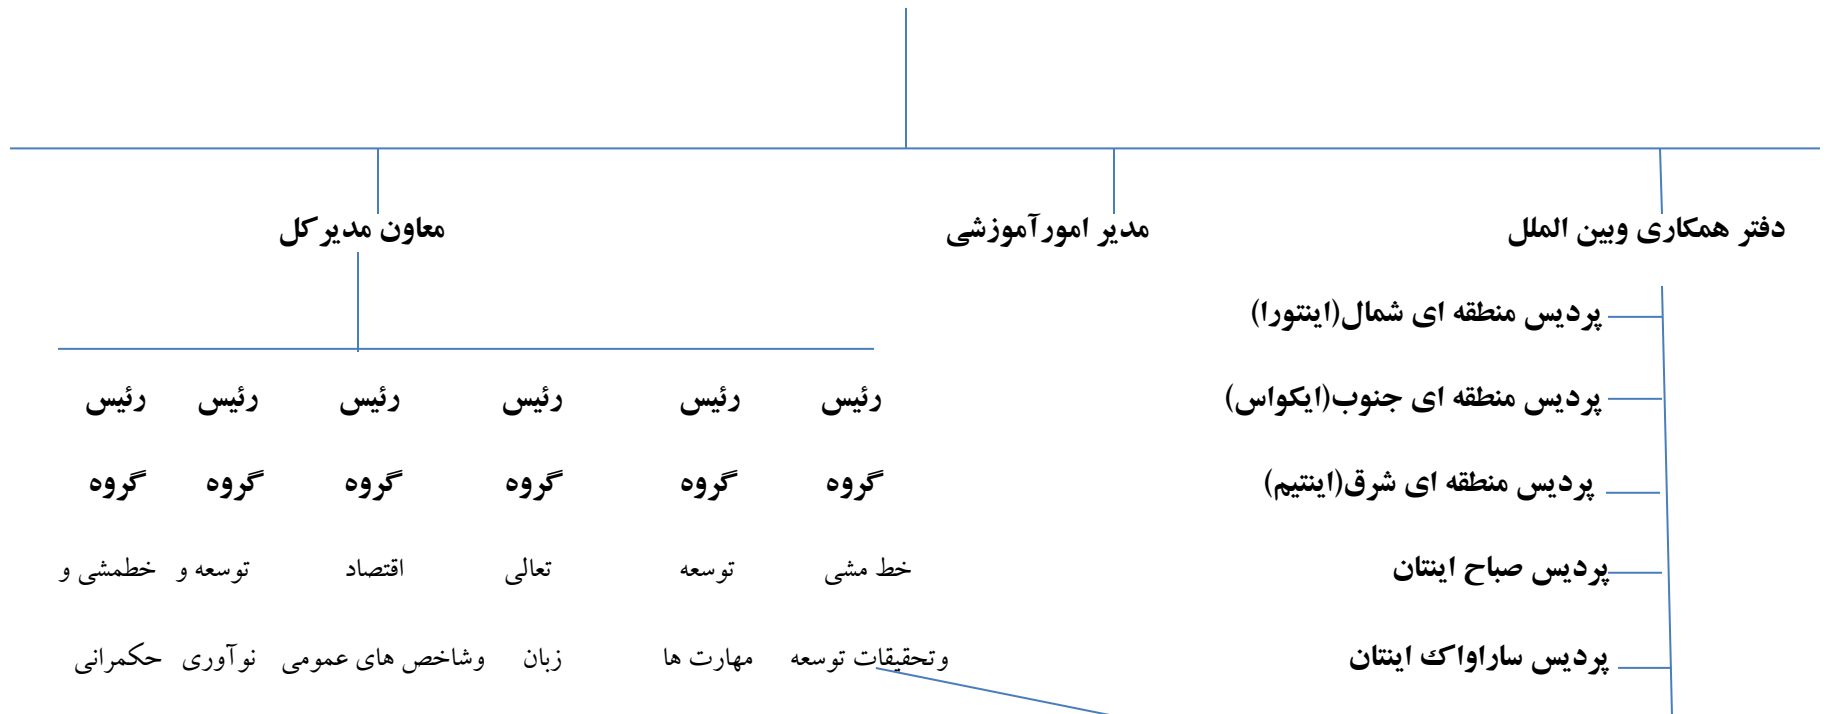 دفتر همکاری وبین الملل مدیر امورآموزشی معاون مدیرکل
پردیس منطقه ای شمال(اینتورا)
پردیس منطقه ای جنوب(ایکواس) رئیس رئیس رئیس رئیس رئیس رئیس
پردیس منطقه ای شرق(اینتیم) گروه گروه گروه گروه گروه گروه
پردیس صباح اینتان خط مشی توسعه تعالی اقتصاد توسعه و خطمشی و
پردیس ساراواک اینتان وتحقیقات توسعه مهارت ها زبان وشاخص های عمومی نوآوری حکمرانی